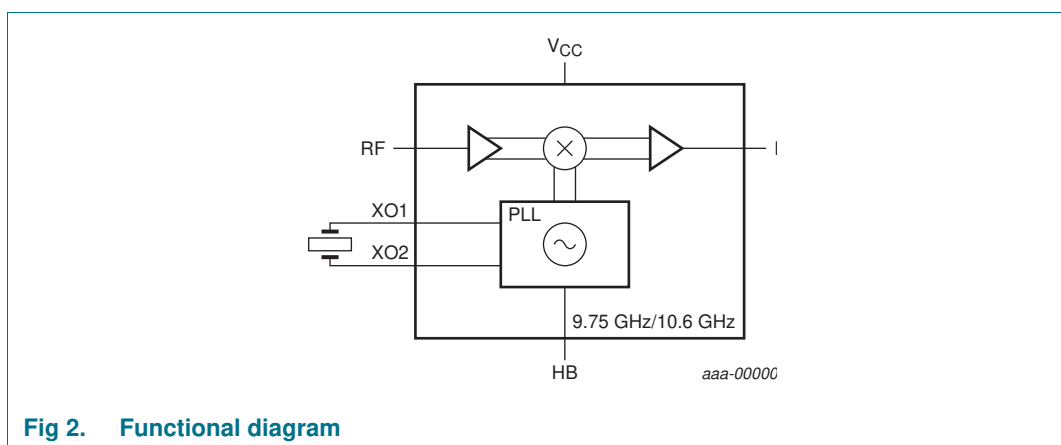 VCC
RF
XO1
PLL
XO2
9.75 GHz/10.6 GHz
HB
aaa-00000
Fig 2. Functional diagram